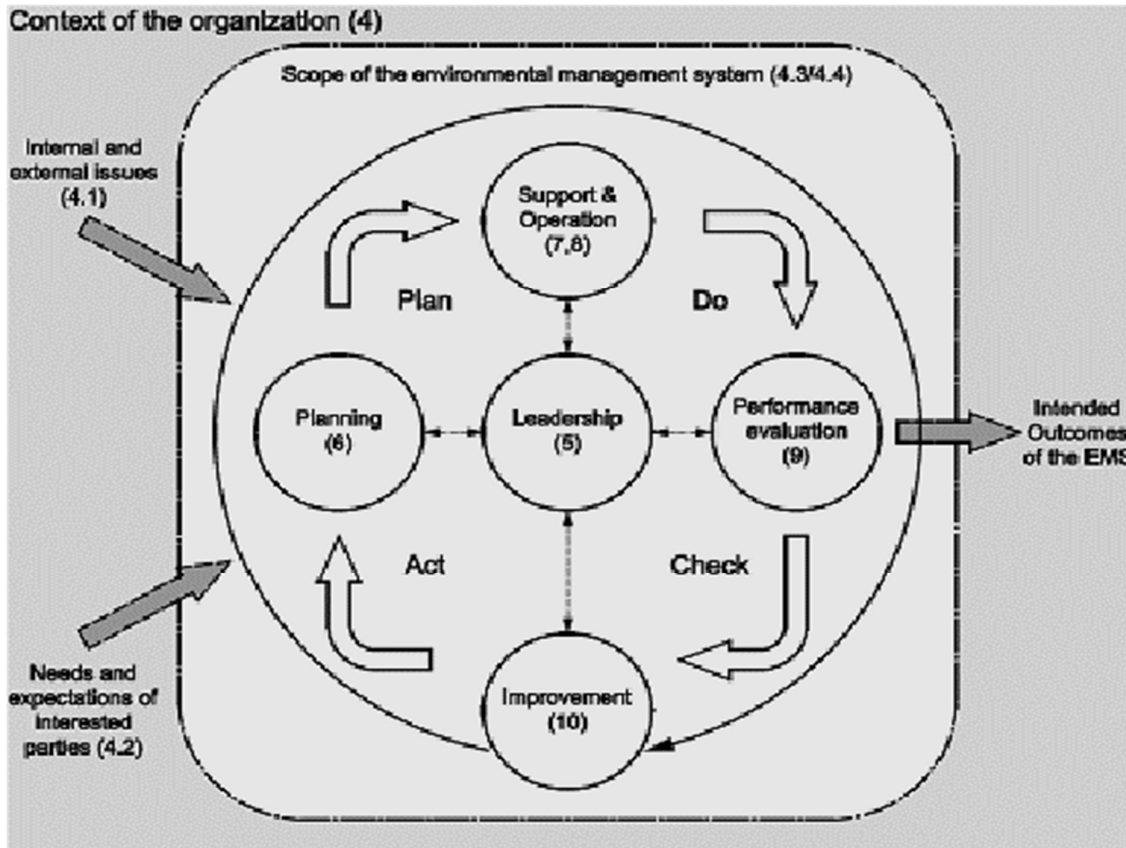 Context of the organization (4)
Scope of the environmental management system (4.3/4.4)
Internal and
external issues
(4.1)
Support &
Operation
(7,8)
Plan
Do
Planning
(6)
Leadership
(5)
Performance
evaluation
(9)
Intended
Outcomes
of the EMS
Act
Check
Needs and
expectations of
interested
parties (4.2)
Improvement
(10)